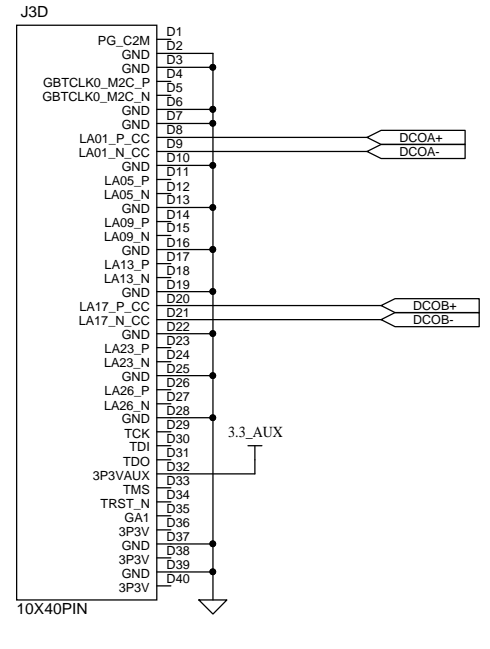 J3D
PG_C2M D1
GND D2
GND D3
GBTCLK0_M2C_P D4
GBTCLK0_M2C_N D5
GND D6
GND D7
LA01_P_CC D8 DCOA+
LA01_N_CC D9 DCOA-
GND D10
LA05_P D11
LA05_N D12
GND D13
LA09_P D14
LA09_N D15
GND D16
LA13_P D17
LA13_N D18
GND D19
LA17_P_CC D20 DCOB+
LA17_N_CC D21 DCOB-
GND D22
LA23_P D23
LA23_N D24
GND D25
LA26_P D26
LA26_N D27
GND D28
TCK D29
TDI D30 3.3_AUX
TDO D31
3P3VAUX D32
TMS D33
TRST_N D34
GA1 D35
3P3V D36
GND D37
3P3V D38
GND D39
3P3V D40
10X40PIN